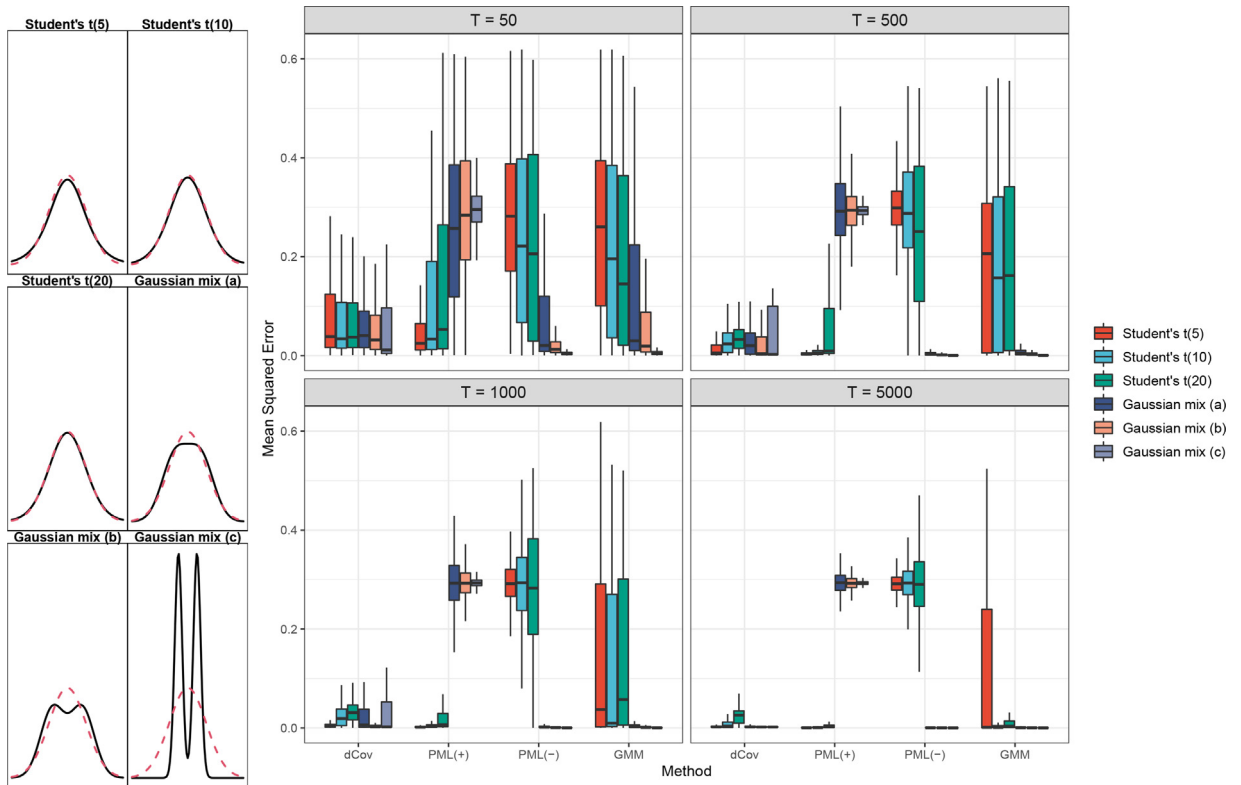 Student's t(5)
Student's t(10)
Student's t(20)
Gaussian mix (a)
Gaussian mix (b)
Gaussian mix (c)
Mean Squared Error
T = 50
T = 500
0.6
0.4
0.2
0.0
T = 1000
T = 5000
0.6
0.4
0.2
0.0
dCov
PML(+)
PML(−)
GMM
dCov
PML(+)
PML(−)
GMM
Method
Student's t(5)
Student's t(10)
Student's t(20)
Gaussian mix (a)
Gaussian mix (b)
Gaussian mix (c)